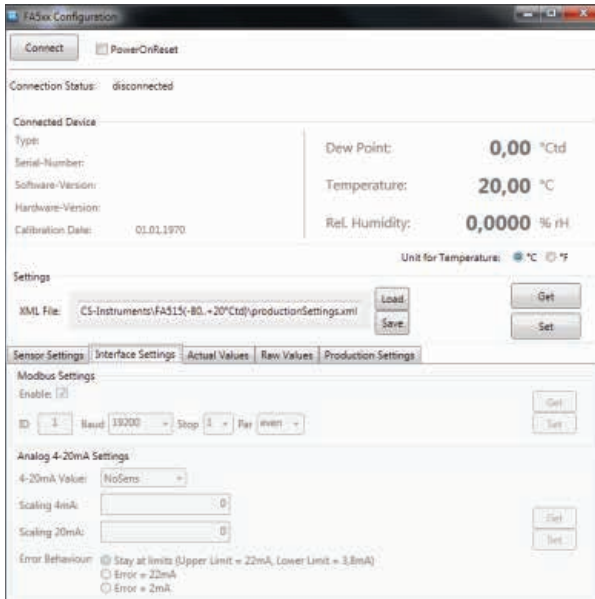 FA5xx Configuration
Connect PowerOnReset
Connection Status: disconnected
Connected Device
Type:
Serial-Number:
Software-Version:
Hardware-Version:
Calibration Date: 01.01.1970
Dew Point: 0,00 °Ctd
Temperature: 20,00 °C
Rel. Humidity: 0,0000 % rH
Unit for Temperature: °C °F
Settings
XML File: CS-Instruments\FA515(-80..+20°Ctd)\productionSettings.xml
Load
Save
Get
Set
Sensor Settings Interface Settings Actual Values Raw Values Production Settings
Modbus Settings
Enable:
ID 1 Baud 19200 Stop 1 Par even
Get
Set
Analog 4-20mA Settings
4-20mA Value: NoSens
Scaling 4mA: 0
Scaling 20mA: 0
Get
Set
Error Behaviour: Stay at limits (Upper Limit = 22mA, Lower Limit = 3,8mA)
Error = 22mA
Error = 2mA